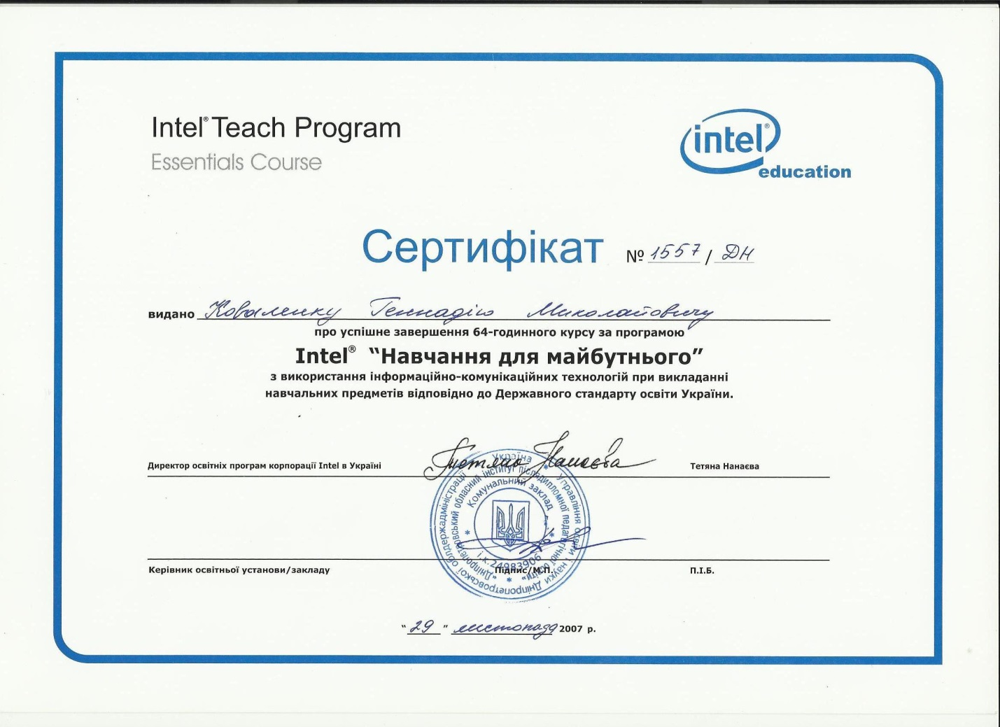 Intel® Teach Program
Essentials Course
intel®
education
Сертифікат № 1557 / ДН
видано Коваленку Геннадію Миколайовичу
про успішне завершення 64-годинного курсу за програмою
Intel® “Навчання для майбутнього”
з використання інформаційно-комунікаційних технологій при викладанні
навчальних предметів відповідно до Державного стандарту освіти України.
Директор освітніх програм корпорації Intel в Україні Тетяна Нанаєва Тетяна Нанаєва
Україна * Управління освіти і науки Дніпропетровської облдержадміністрації
Комунальний заклад
„Дніпропетровський обласний інститут післядипломної педагогічної освіти”
і.к. 24983906
Керівник освітньої установи/закладу Підпис/М.П. П.І.Б.
“ 29 ” листопада 2007 р.